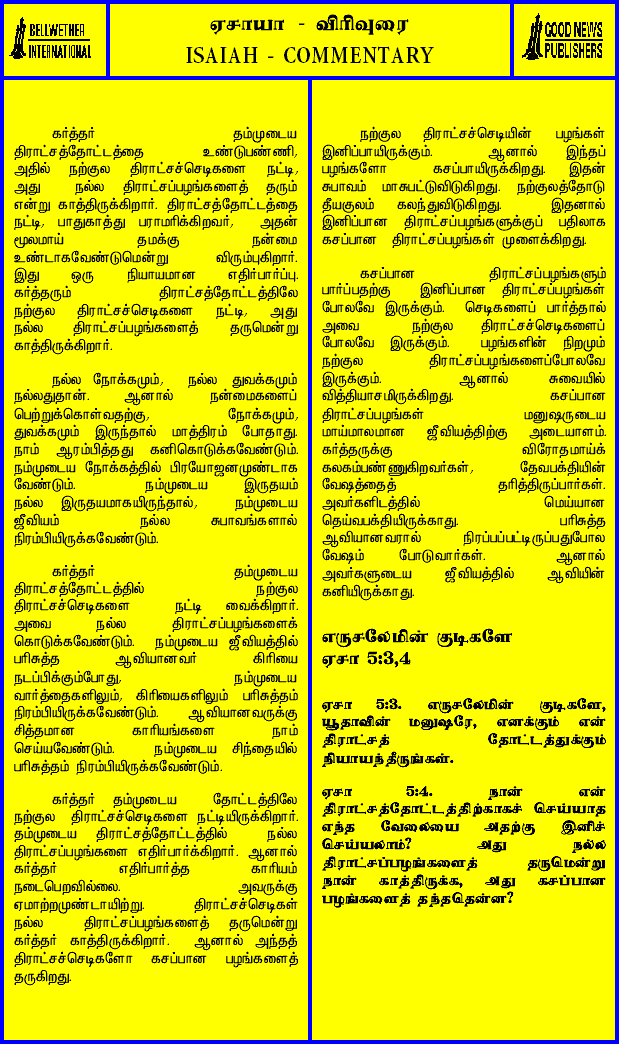 BELLWETHER
INTERNATIONAL
ஏசாயா - விரிவுரை
ISAIAH - COMMENTARY
GOOD NEWS
PUBLISHERS
கர்த்தர் தம்முடைய
திராட்சத்தோட்டத்தை உண்டுபண்ணி,
அதில் நற்குல திராட்சச்செடிகளை நட்டி,
அது நல்ல திராட்சப்பழங்களைத் தரும்
என்று காத்திருக்கிறார். திராட்சத்தோட்டத்தை
நட்டி, பாதுகாத்து பராமரிக்கிறவர், அதன்
மூலமாய் தமக்கு நன்மை
உண்டாகவேண்டுமென்று விரும்புகிறார்.
இது ஒரு நியாயமான எதிர்பார்ப்பு.
கர்த்தரும் திராட்சத்தோட்டத்திலே
நற்குல திராட்சச்செடிகளை நட்டி, அது
நல்ல திராட்சப்பழங்களைத் தருமென்று
காத்திருக்கிறார்.
நல்ல நோக்கமும், நல்ல துவக்கமும்
நல்லதுதான். ஆனால் நன்மைகளைப்
பெற்றுக்கொள்வதற்கு, நோக்கமும்,
துவக்கமும் இருந்தால் மாத்திரம் போதாது.
நாம் ஆரம்பித்தது கனிகொடுக்கவேண்டும்.
நம்முடைய நோக்கத்தில் பிரயோஜனமுண்டாக
வேண்டும். நம்முடைய இருதயம்
நல்ல இருதயமாகயிருந்தால், நம்முடைய
ஜீவியம் நல்ல சுபாவங்களால்
நிரம்பியிருக்கவேண்டும்.
கர்த்தர் தம்முடைய
திராட்சத்தோட்டத்தில் நற்குல
திராட்சச்செடிகளை நட்டி வைக்கிறார்.
அவை நல்ல திராட்சப்பழங்களைக்
கொடுக்கவேண்டும். நம்முடைய ஜீவியத்தில்
பரிசுத்த ஆவியானவர் கிரியை
நடப்பிக்கும்போது, நம்முடைய
வார்த்தைகளிலும், கிரியைகளிலும் பரிசுத்தம்
நிரம்பியிருக்கவேண்டும். ஆவியானவருக்கு
சித்தமான காரியங்களை நாம்
செய்யவேண்டும். நம்முடைய சிந்தையில்
பரிசுத்தம் நிரம்பியிருக்கவேண்டும்.
கர்த்தர் தம்முடைய தோட்டத்திலே
நற்குல திராட்சச்செடிகளை நட்டியிருக்கிறார்.
தம்முடைய திராட்சத்தோட்டத்தில் நல்ல
திராட்சப்பழங்களை எதிர்பார்க்கிறார். ஆனால்
கர்த்தர் எதிர்பார்த்த காரியம்
நடைபெறவில்லை. அவருக்கு
ஏமாற்றமுண்டாயிற்று. திராட்சச்செடிகள்
நல்ல திராட்சப்பழங்களைத் தருமென்று
கர்த்தர் காத்திருக்கிறார். ஆனால் அந்தத்
திராட்சச்செடிகளோ கசப்பான பழங்களைத்
தருகிறது.
நற்குல திராட்சச்செடியின் பழங்கள்
இனிப்பாயிருக்கும். ஆனால் இந்தப்
பழங்களோ கசப்பாயிருக்கிறது. இதன்
சுபாவம் மாசுபட்டுவிடுகிறது. நற்குலத்தோடு
தீயகுலம் கலந்துவிடுகிறது. இதனால்
இனிப்பான திராட்சப்பழங்களுக்குப் பதிலாக
கசப்பான திராட்சப்பழங்கள் முளைக்கிறது.
கசப்பான திராட்சப்பழங்களும்
பார்ப்பதற்கு இனிப்பான திராட்சப்பழங்கள்
போலவே இருக்கும். செடிகளைப் பார்த்தால்
அவை நற்குல திராட்சச்செடிகளைப்
போலவே இருக்கும். பழங்களின் நிறமும்
நற்குல திராட்சப்பழங்களைப்போலவே
இருக்கும். ஆனால் சுவையில்
வித்தியாசமிருக்கிறது. கசப்பான
திராட்சப்பழங்கள் மனுஷருடைய
மாய்மாலமான ஜீவியத்திற்கு அடையாளம்.
கர்த்தருக்கு விரோதமாய்க்
கலகம்பண்ணுகிறவர்கள், தேவபக்தியின்
வேஷத்தைத் தரித்திருப்பார்கள்.
அவர்களிடத்தில் மெய்யான
தெய்வபக்தியிருக்காது. பரிசுத்த
ஆவியானவரால் நிரப்பப்பட்டிருப்பதுபோல
வேஷம் போடுவார்கள். ஆனால்
அவர்களுடைய ஜீவியத்தில் ஆவியின்
கனியிருக்காது.
எருசலேமின் குடிகளே
ஏசா 5:3,4
ஏசா 5:3. எருசலேமின் குடிகளே,
யூதாவின் மனுஷரே, எனக்கும் என்
திராட்சத் தோட்டத்துக்கும்
நியாயந்தீருங்கள்.
ஏசா 5:4. நான் என்
திராட்சத்தோட்டத்திற்காகச் செய்யாத
எந்த வேலையை அதற்கு இனிச்
செய்யலாம்? அது நல்ல
திராட்சப்பழங்களைத் தருமென்று
நான் காத்திருக்க, அது கசப்பான
பழங்களைத் தந்ததென்ன?